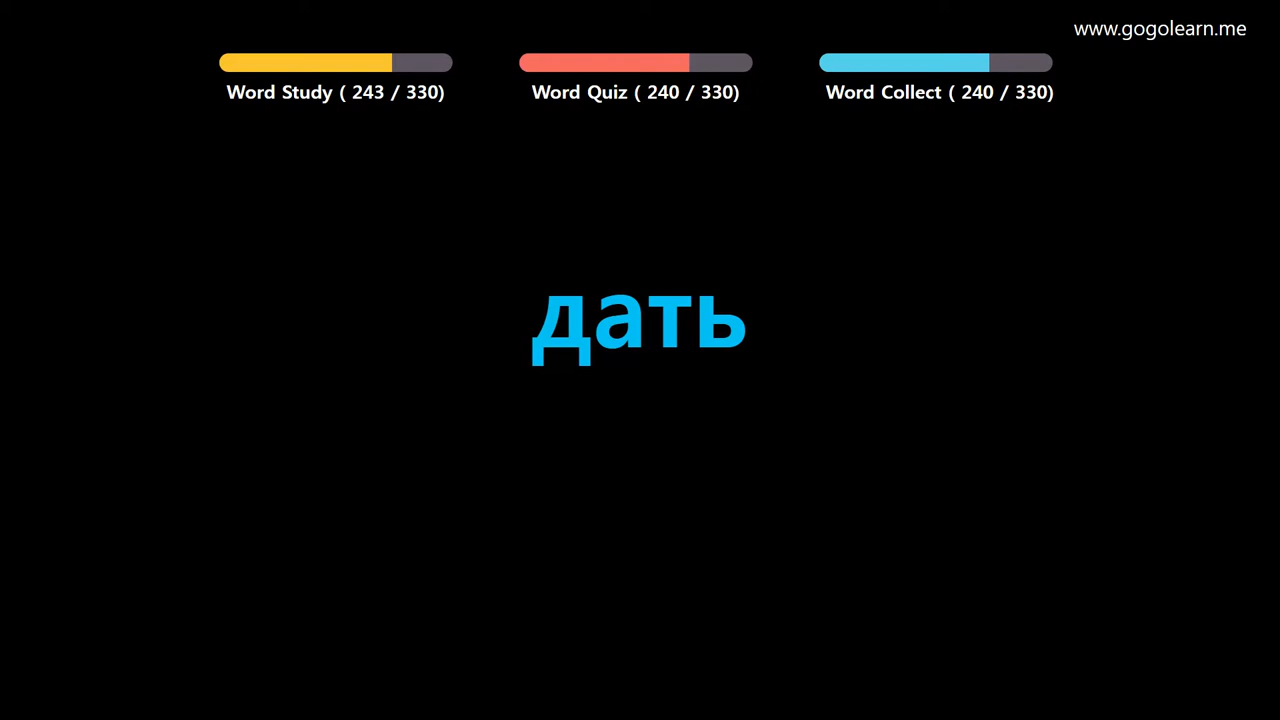 www.gogolearn.me
Word Study ( 243 / 330)
Word Quiz ( 240 / 330)
Word Collect ( 240 / 330)
дать